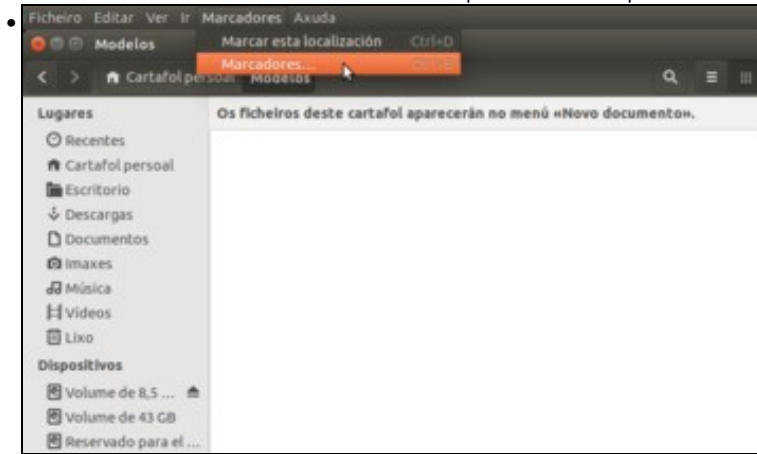 Ficheiro Editar Ver Ir Marcadores Axuda
Modelos
Marcar esta localización Ctrl+D
Marcadores...
Cartafol persoal Modelos
Lugares
Os ficheiros deste cartafol aparecerán no menú «Novo documento».
Recentes
Cartafol persoal
Escritorio
Descargas
Documentos
Imaxes
Música
Vídeos
Lixo
Dispositivos
Volume de 8,5 ...
Volume de 43 GB
Reservado para el ...